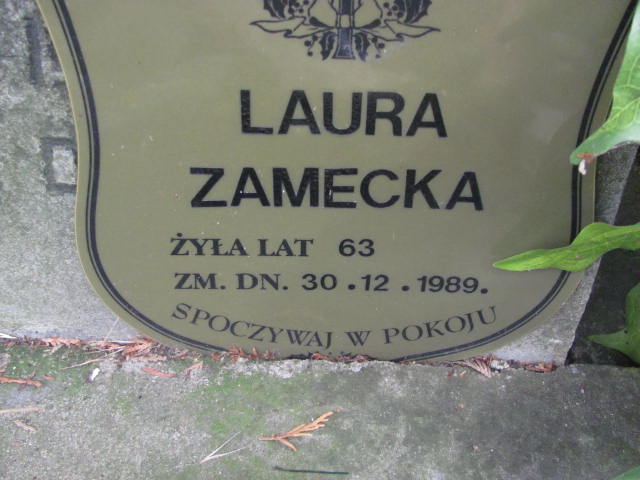 LAURA
ZAMECKA
ŻYŁA LAT 63
ZM. DN. 30.12.1989.
SPOCZYWAJ W POKOJU